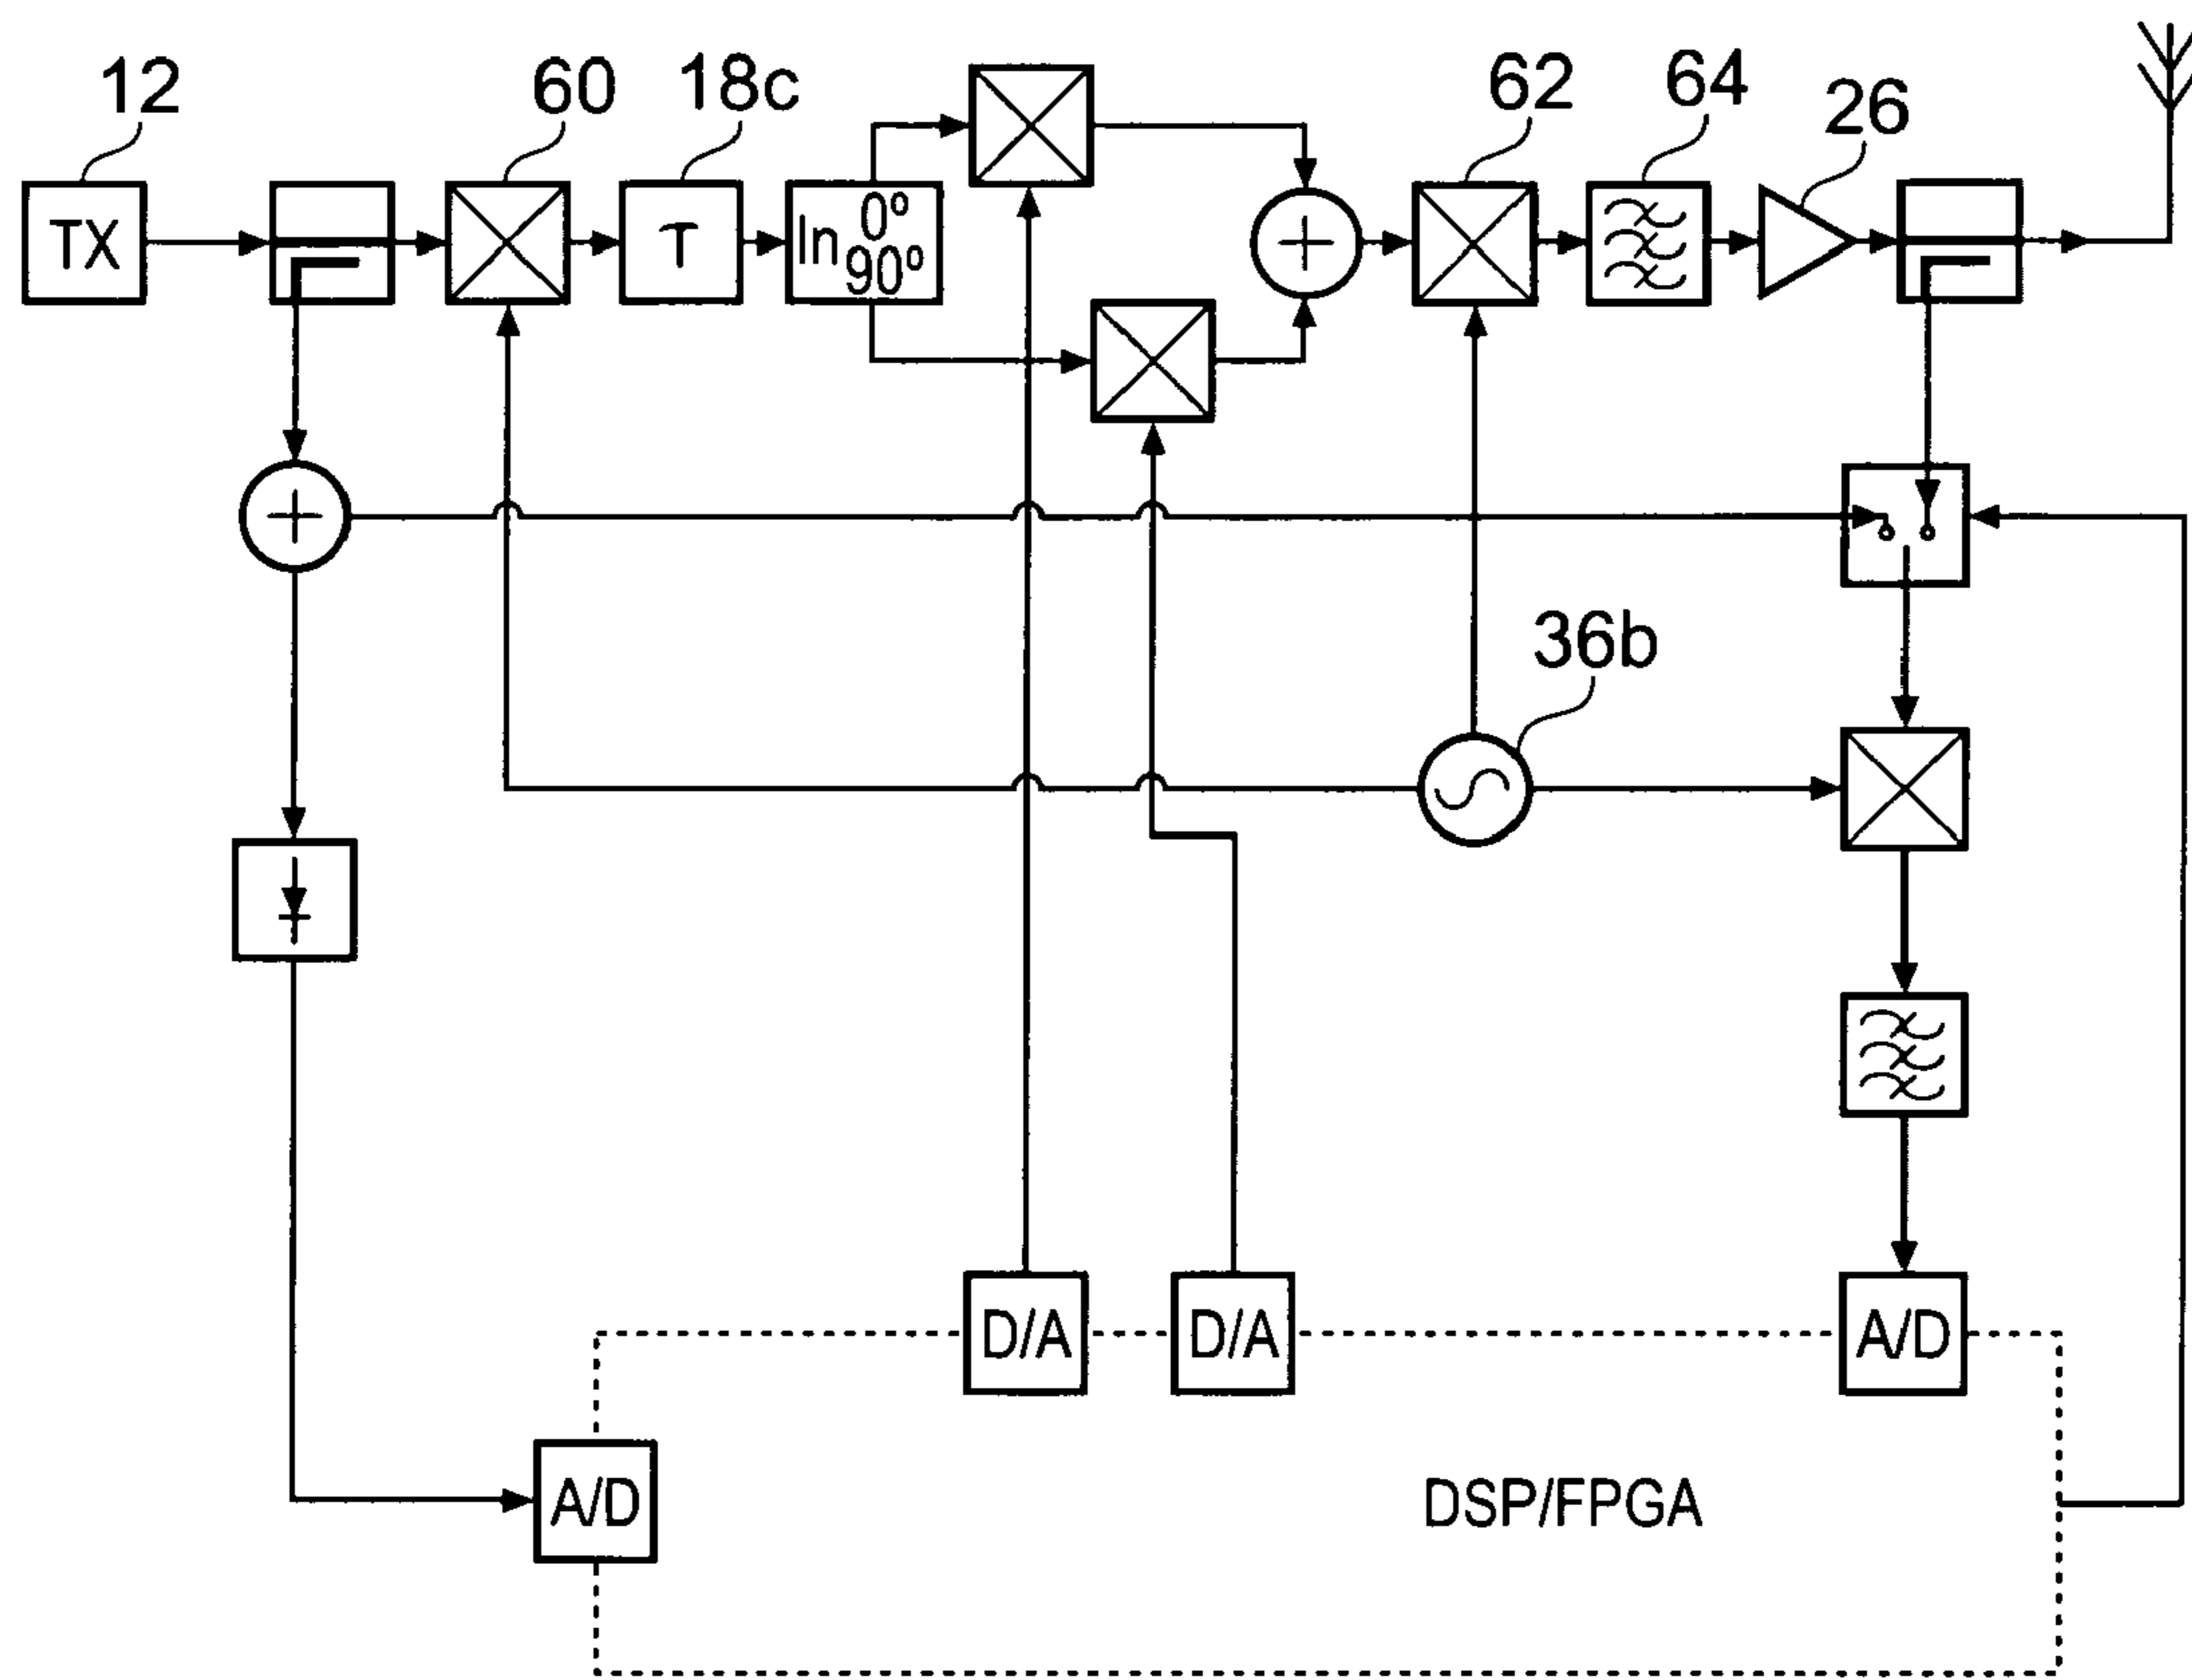 12
60
18c
62
64
26
TX
τ
In
0°
90°
36b
D/A
D/A
A/D
A/D
DSP/FPGA